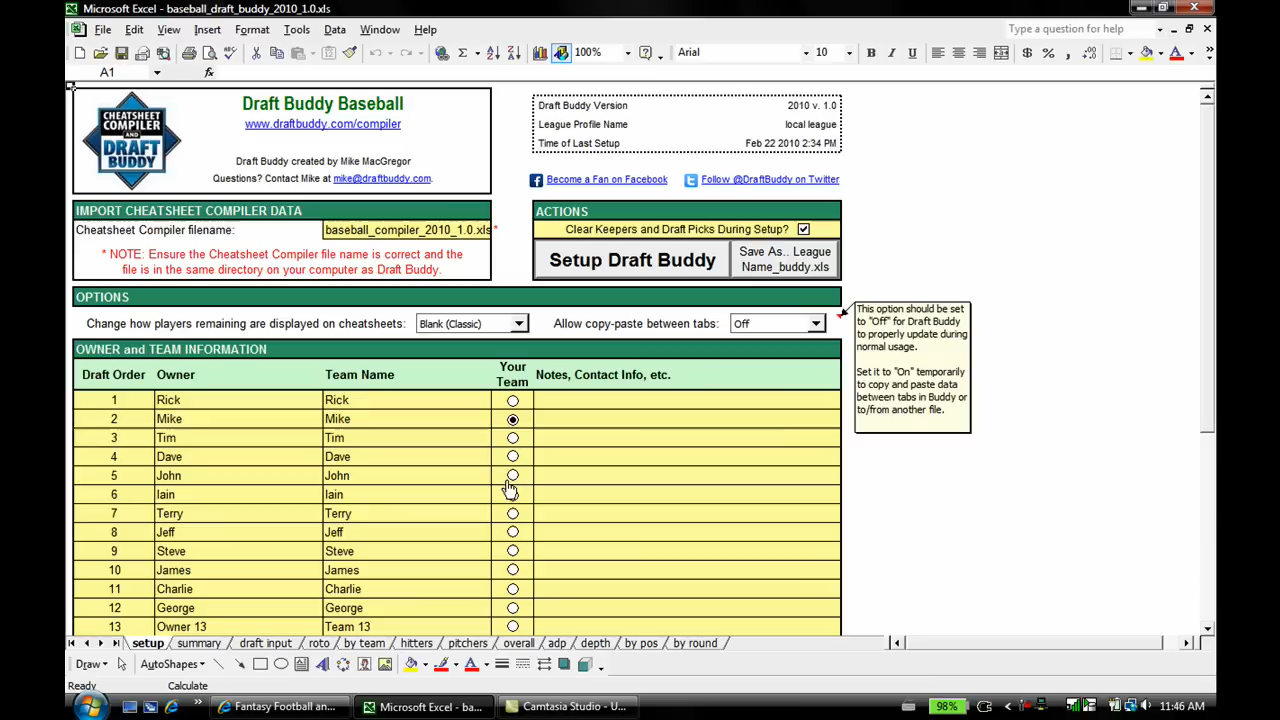 Microsoft Excel - baseball_draft_buddy_2010_1.0.xls
File Edit View Insert Format Tools Data Window Help
Type a question for help
100%
Arial
10
B I U
$ % ,
A1
fx
CHEATSHEET
COMPILER
AND
DRAFT
BUDDY
Draft Buddy Baseball
www.draftbuddy.com/compiler
Draft Buddy created by Mike MacGregor
Questions? Contact Mike at mike@draftbuddy.com.
Draft Buddy Version 2010 v. 1.0
League Profile Name local league
Time of Last Setup Feb 22 2010 2:34 PM
Become a Fan on Facebook
Follow @DraftBuddy on Twitter
IMPORT CHEATSHEET COMPILER DATA
Cheatsheet Compiler filename: baseball_compiler_2010_1.0.xls *
* NOTE: Ensure the Cheatsheet Compiler file name is correct and the
file is in the same directory on your computer as Draft Buddy.
ACTIONS
Clear Keepers and Draft Picks During Setup?
Setup Draft Buddy
Save As.. League
Name_buddy.xls
OPTIONS
Change how players remaining are displayed on cheatsheets: Blank (Classic)
Allow copy-paste between tabs: Off
This option should be set
to "Off" for Draft Buddy
to properly update during
normal usage.
Set it to "On" temporarily
to copy and paste data
between tabs in Buddy or
to/from another file.
OWNER and TEAM INFORMATION
Draft Order Owner Team Name Your Team Notes, Contact Info, etc.
1 Rick Rick
2 Mike Mike
3 Tim Tim
4 Dave Dave
5 John John
6 Iain Iain
7 Terry Terry
8 Jeff Jeff
9 Steve Steve
10 James James
11 Charlie Charlie
12 George George
13 Owner 13 Team 13
setup summary draft input roto by team hitters pitchers overall adp depth by pos by round
Draw AutoShapes
Ready Calculate
Fantasy Football an...
Microsoft Excel - ba...
Camtasia Studio - U...
98%
11:46 AM